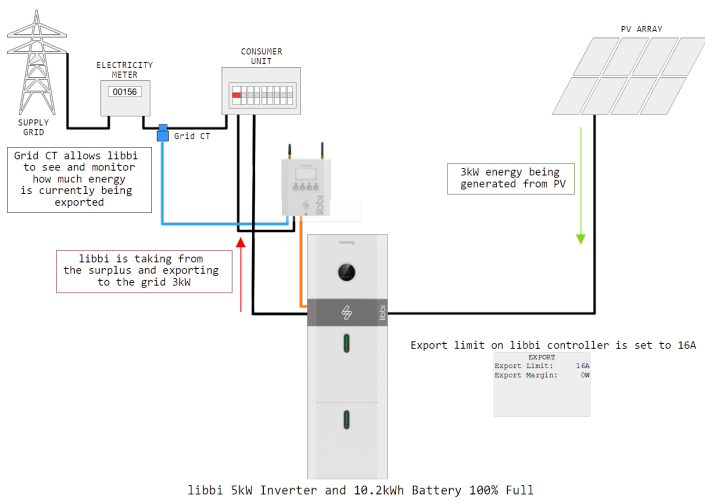 PV ARRAY
CONSUMER
UNIT
ELECTRICITY
METER
00156
SUPPLY
GRID
Grid CT
Grid CT allows libbi
to see and monitor
how much energy
is currently being
exported
3kW energy being
generated from PV
libbi
libbi is taking from
the surplus and exporting
to the grid 3kW
libbi
Export limit on libbi controller is set to 16A
EXPORT
Export Limit: 16A
Export Margin: 0W
libbi 5kW Inverter and 10.2kWh Battery 100% Full